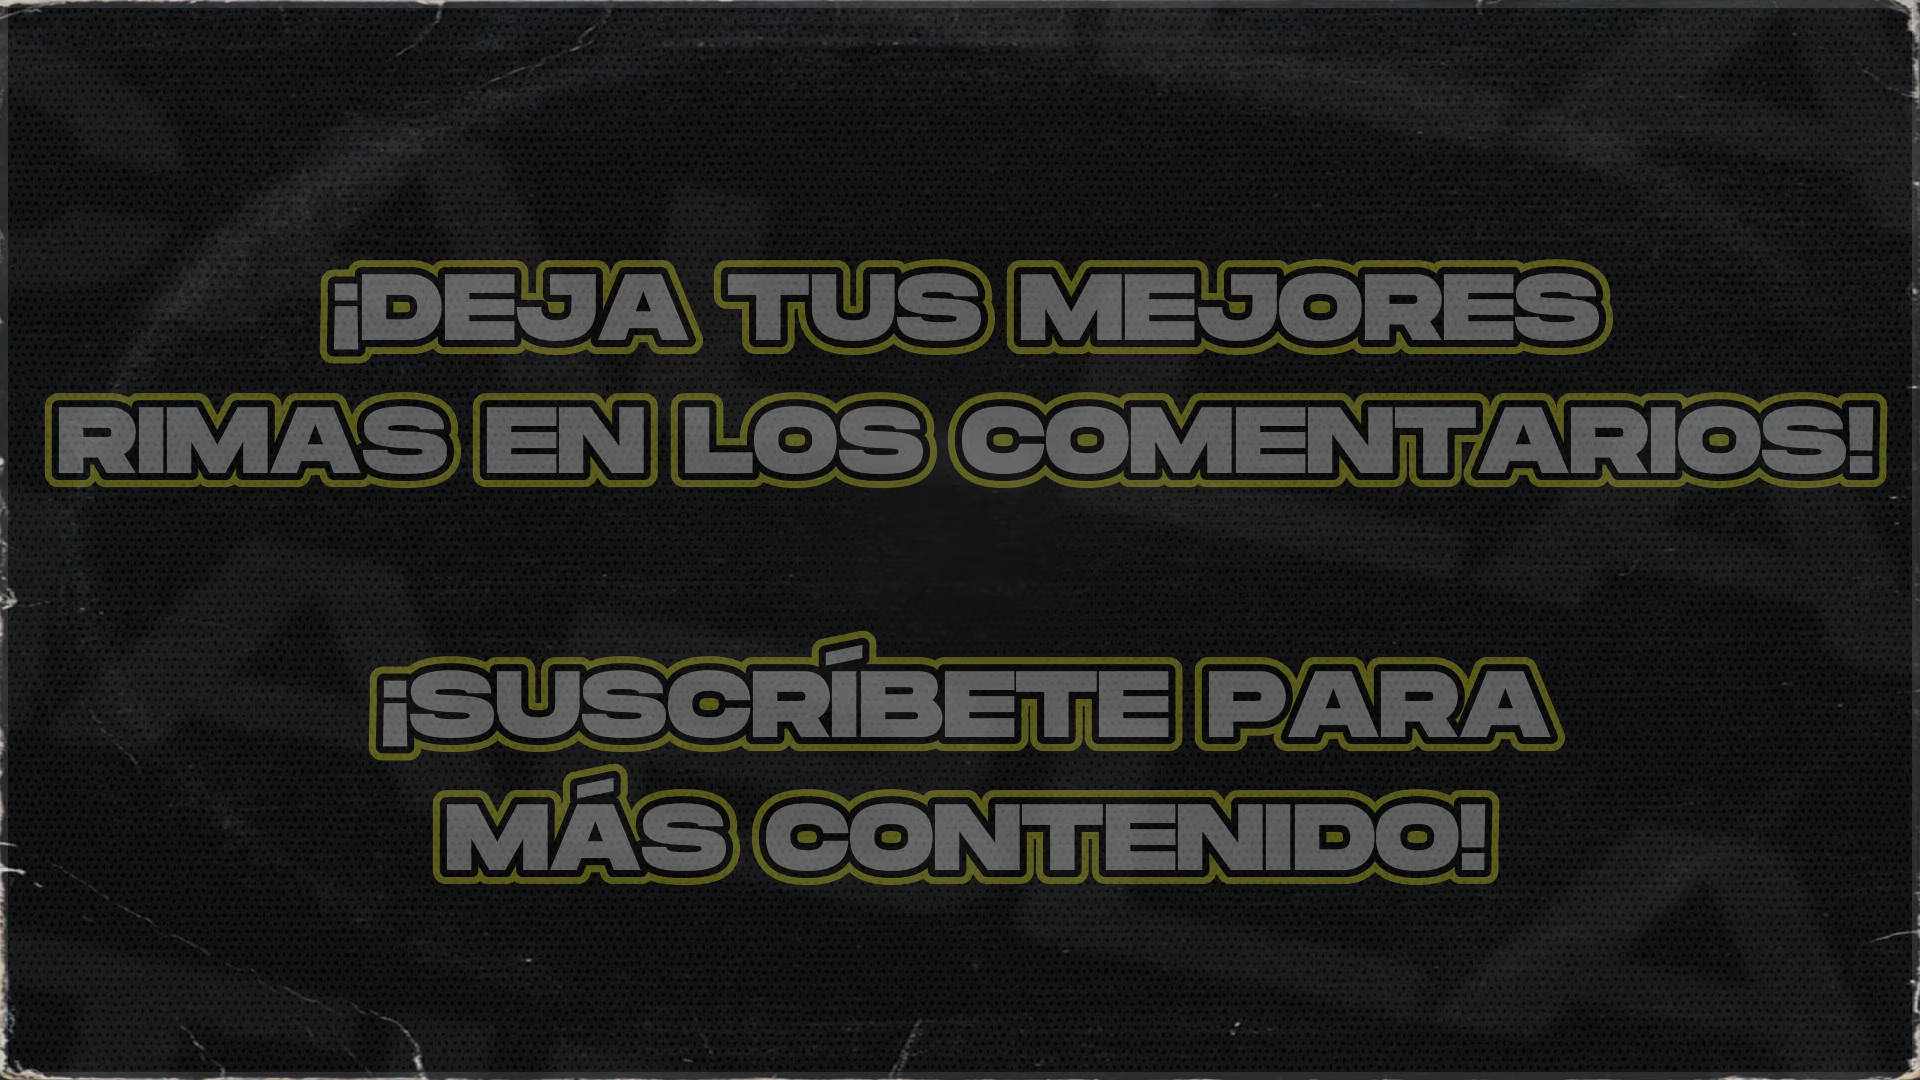 ¡DEJA TUS MEJORES
RIMAS EN LOS COMENTARIOS!
¡SUSCRÍBETE PARA
MÁS CONTENIDO!